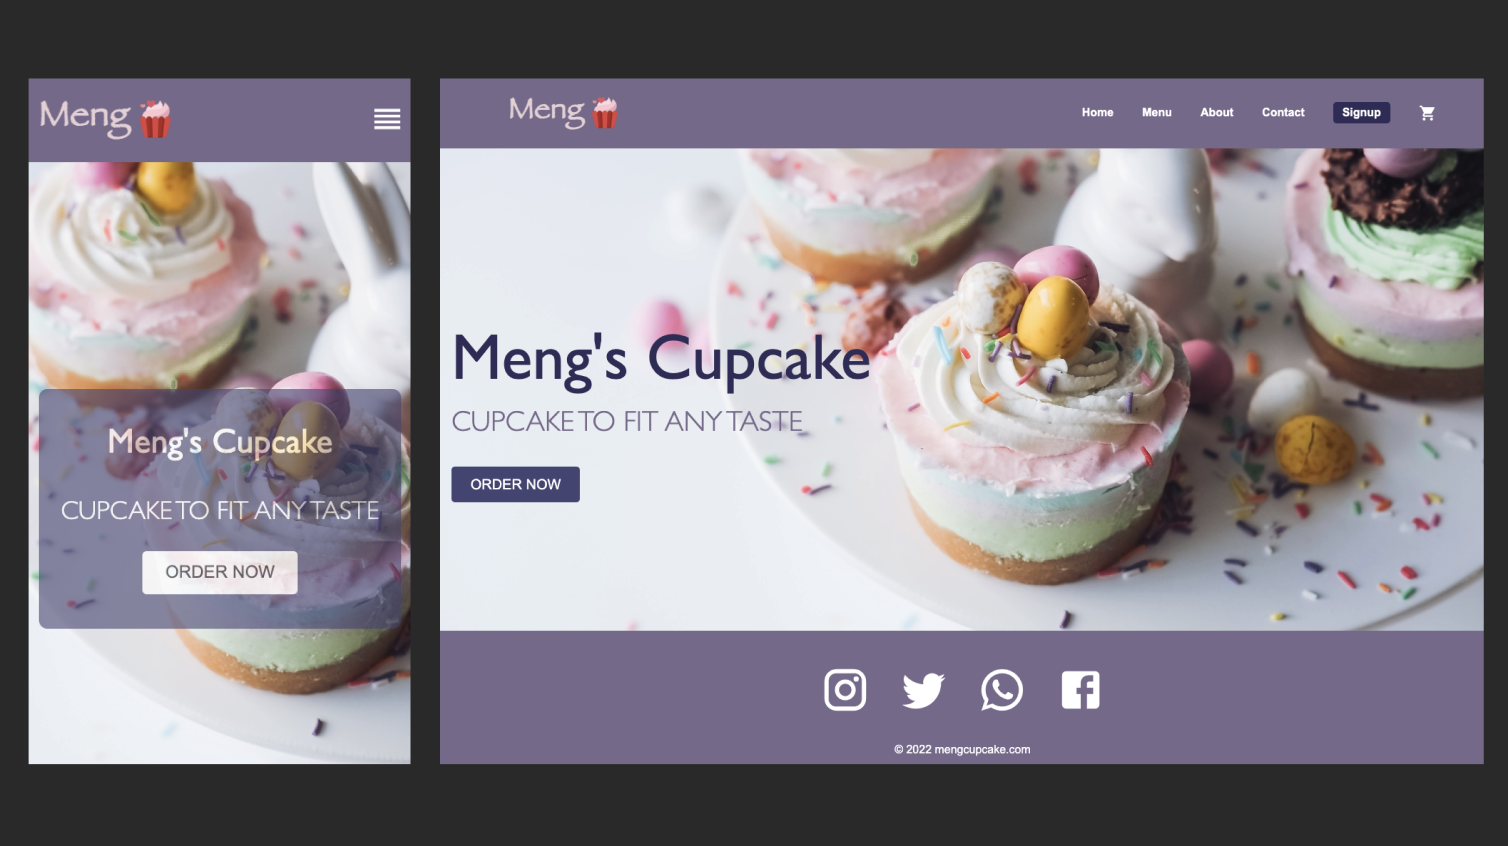 Meng
Meng's Cupcake
CUPCAKE TO FIT ANY TASTE
ORDER NOW
Meng
Home Menu About Contact Signup
Meng's Cupcake
CUPCAKE TO FIT ANY TASTE
ORDER NOW
© 2022 mengcupcake.com